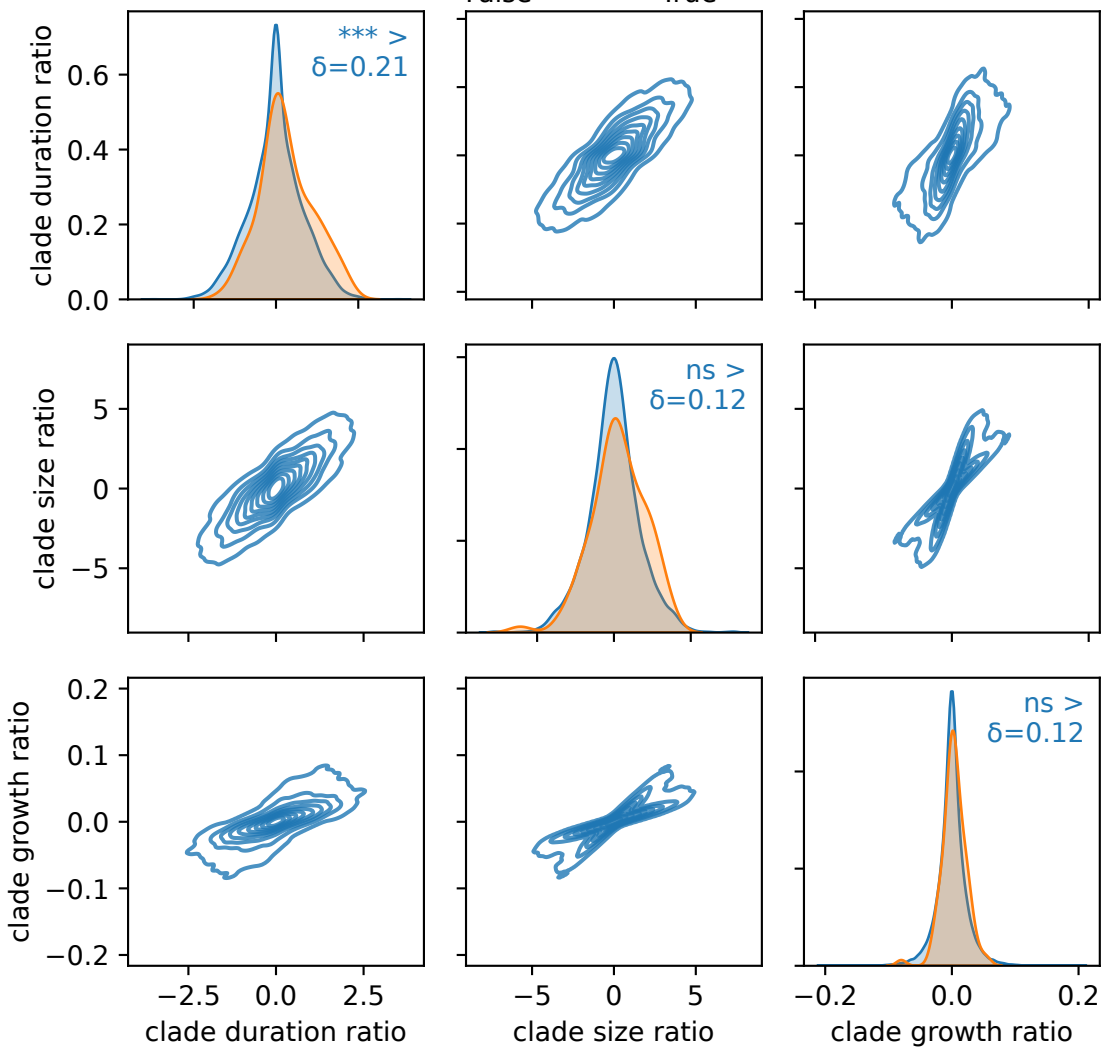 clade duration ratio
0.6
0.4
0.2
0.0
*** >
δ=0.21
clade size ratio
5
0
−5
ns >
δ=0.12
clade growth ratio
0.2
0.1
0.0
−0.1
−0.2
ns >
δ=0.12
−2.5 0.0 2.5
−5 0 5
−0.2 0.0 0.2
clade duration ratio
clade size ratio
clade growth ratio